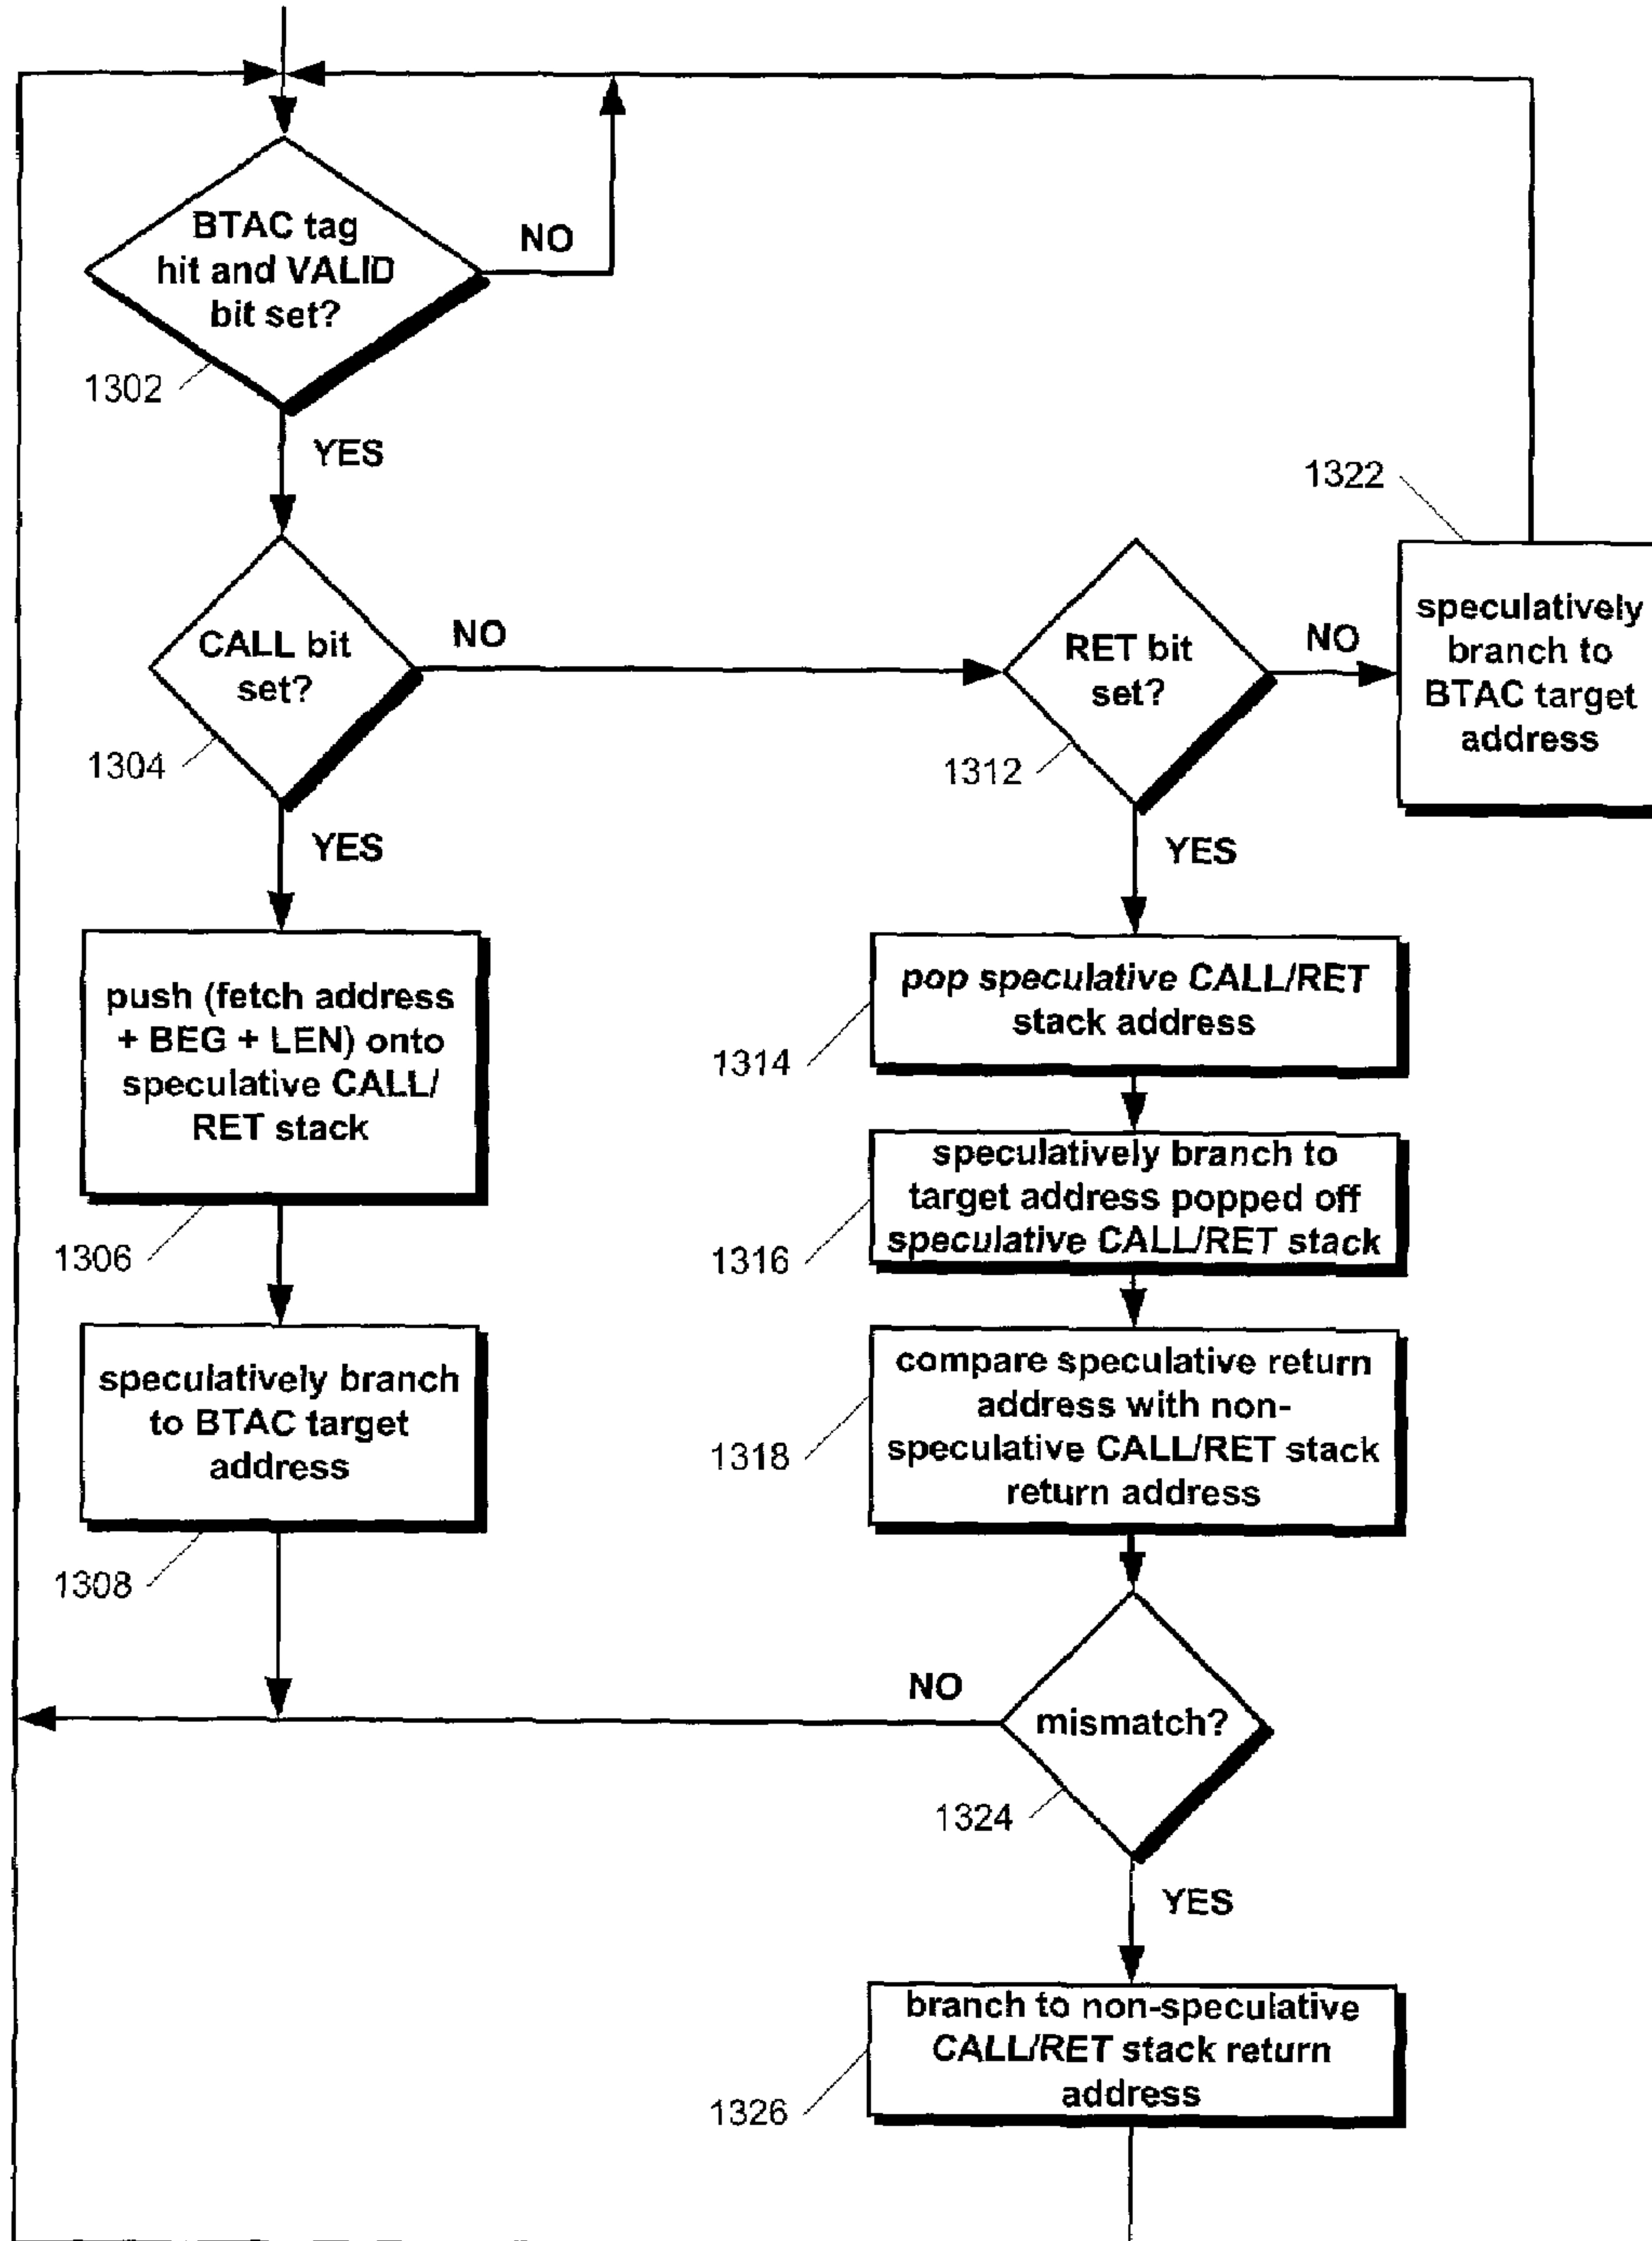 BTAC tag
hit and VALID
bit set?
NO
1302
YES
CALL bit
set?
NO
1304
YES
RET bit
set?
NO
1312
YES
1322
speculatively
branch to
BTAC target
address
push (fetch address
+ BEG + LEN) onto
speculative CALL/
RET stack
1306
speculatively branch
to BTAC target
address
1308
pop speculative CALL/RET
stack address
1314
speculatively branch to
target address popped off
speculative CALL/RET stack
1316
compare speculative return
address with non-
speculative CALL/RET stack
return address
1318
NO
mismatch?
1324
YES
branch to non-speculative
CALL/RET stack return
address
1326